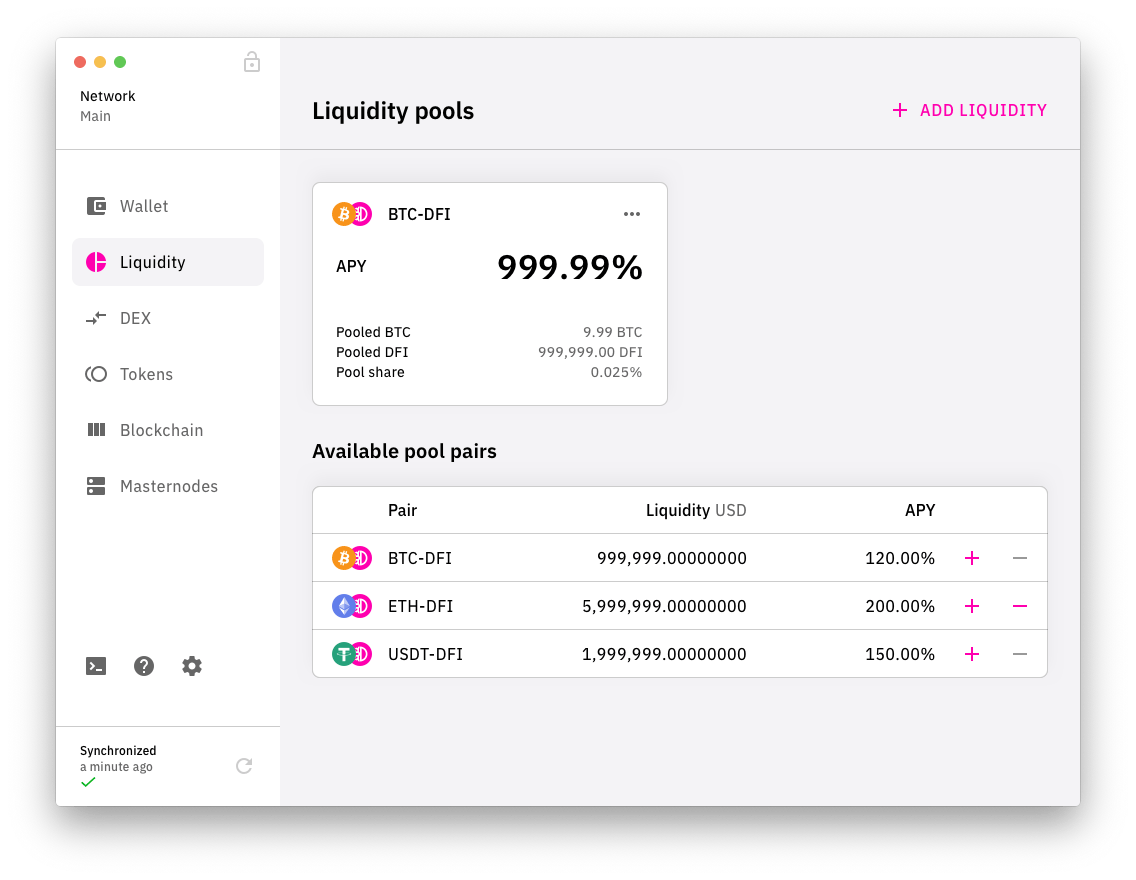 Network
Main
Liquidity pools
+ ADD LIQUIDITY
Wallet
Liquidity
DEX
Tokens
Blockchain
Masternodes
Synchronized
a minute ago
BTC-DFI
APY 999.99%
Pooled BTC 9.99 BTC
Pooled DFI 999,999.00 DFI
Pool share 0.025%
Available pool pairs
Pair Liquidity USD APY
BTC-DFI 999,999.00000000 120.00%
ETH-DFI 5,999,999.00000000 200.00%
USDT-DFI 1,999,999.00000000 150.00%